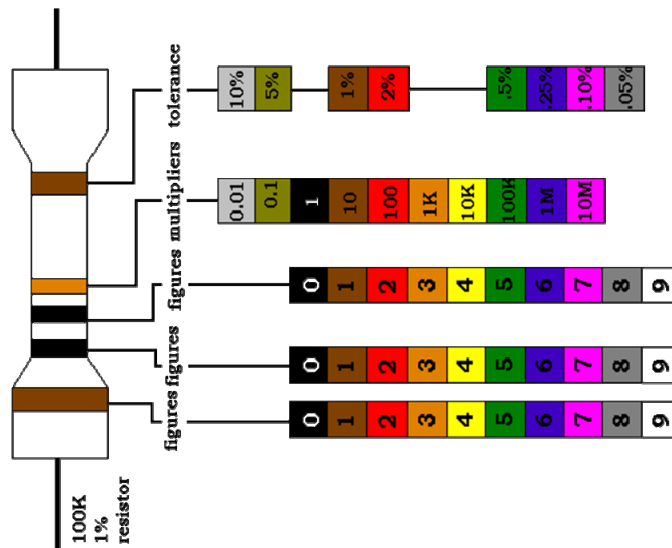 100K
1%
resistor
figures figures figures multipliers tolerance
0.01 10%
0.1 5%
0 0 0 1
1 1 1 10 1%
2 2 2 100 2%
3 3 3 1K
4 4 4 10K
5 5 5 100K .5%
6 6 6 1M .25%
7 7 7 10M .10%
8 8 8 .05%
9 9 9